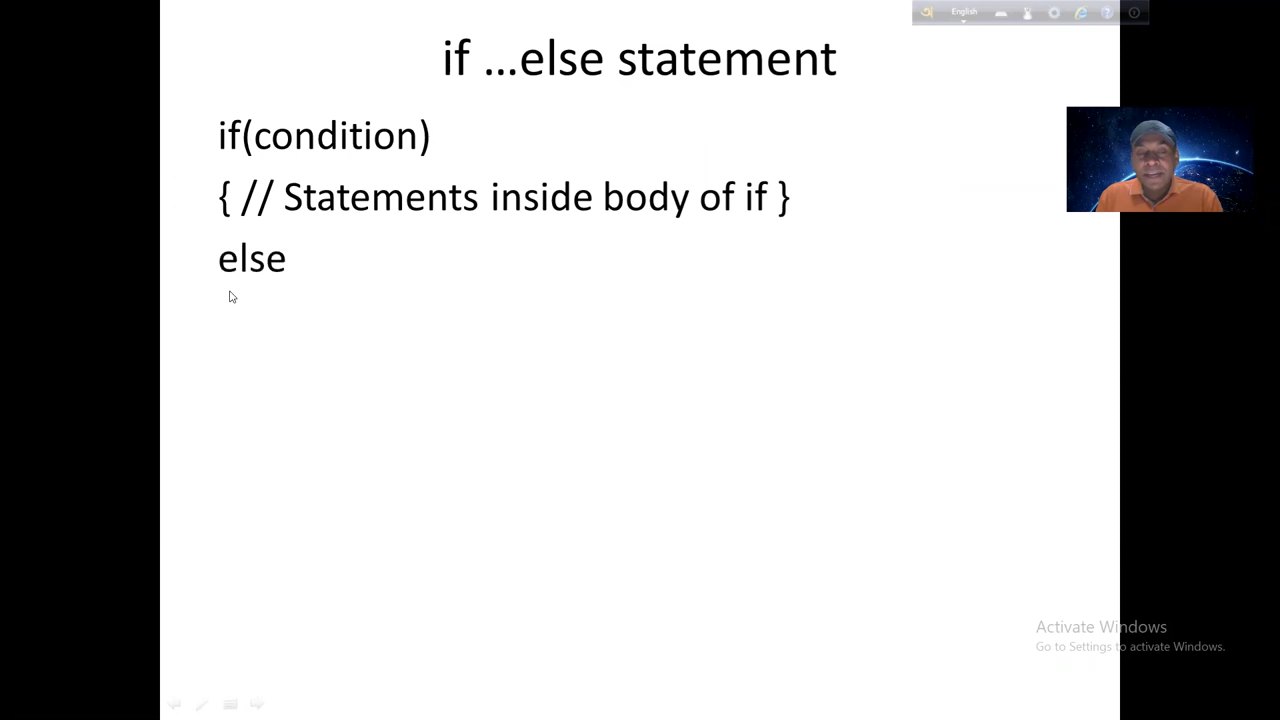 English
if ...else statement
if(condition)
{ // Statements inside body of if }
else
Activate Windows
Go to Settings to activate Windows.